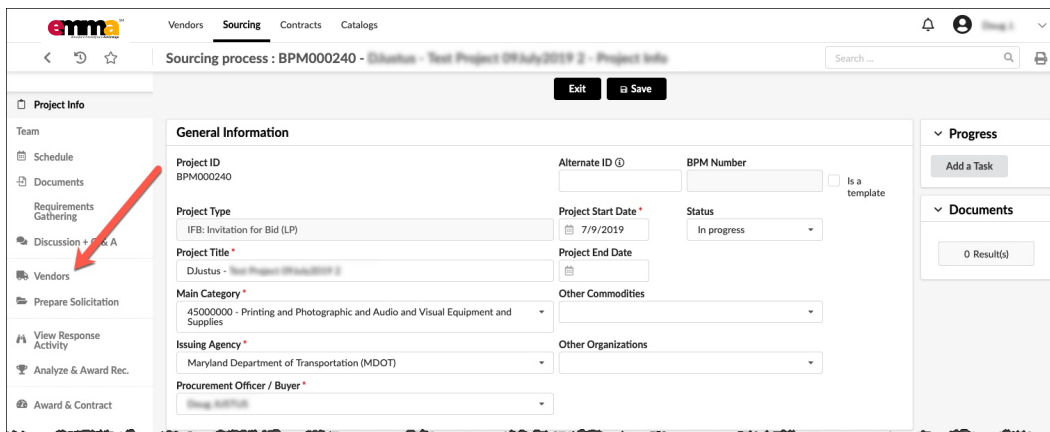 emma
Vendors Sourcing Contracts Catalogs
Sourcing process : BPM000240 -
Search ...
Exit Save
Project Info
Team
Schedule
Documents
Requirements
Gathering
Discussion + Q & A
Vendors
Prepare Solicitation
View Response
Activity
Analyze & Award Rec.
Award & Contract
General Information
Project ID
BPM000240
Alternate ID
BPM Number
Is a
template
Project Type
IFB: Invitation for Bid (LP)
Project Start Date *
7/9/2019
Status
In progress
Project Title *
DJustus -
Project End Date
Main Category *
45000000 - Printing and Photographic and Audio and Visual Equipment and
Supplies
Other Commodities
Issuing Agency *
Maryland Department of Transportation (MDOT)
Other Organizations
Procurement Officer / Buyer *
Progress
Add a Task
Documents
0 Result(s)